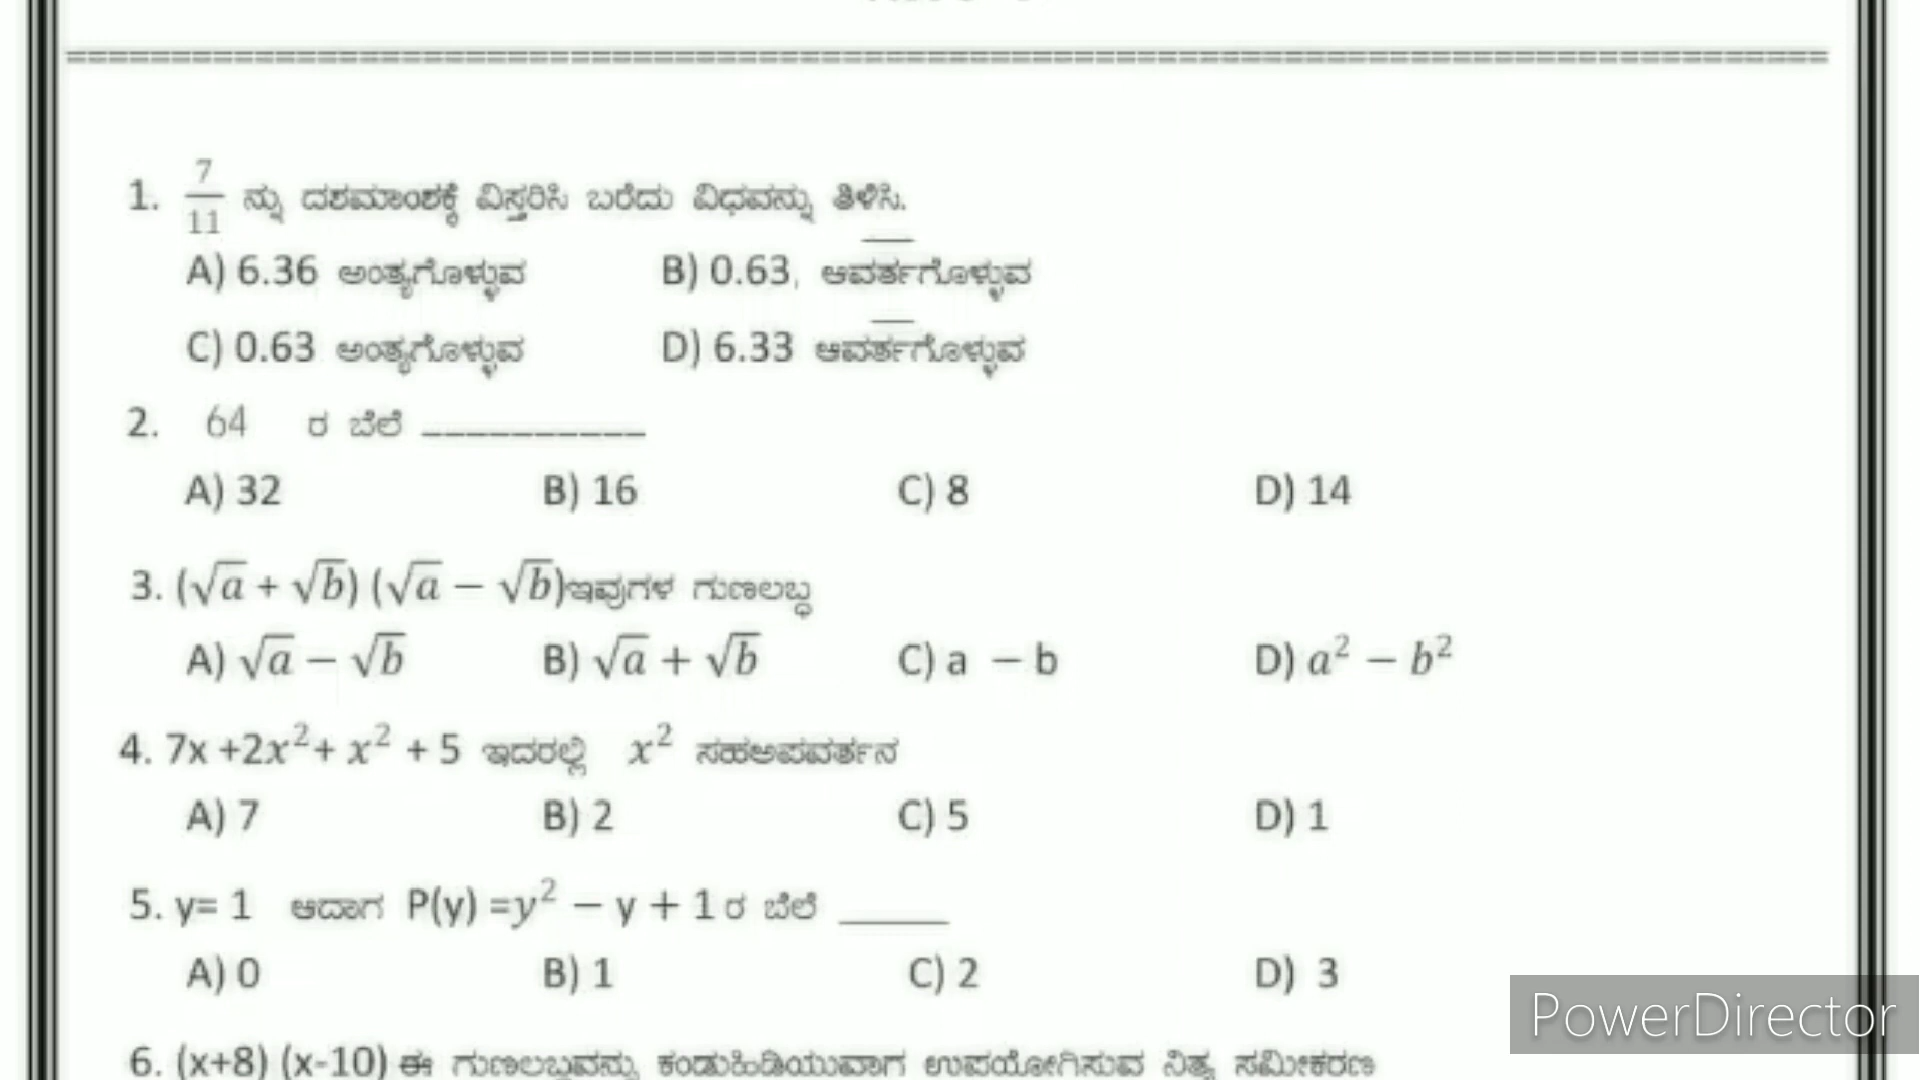 1. 7/11 ನ್ನು ದಶಮಾಂಶಕ್ಕೆ ವಿಸ್ತರಿಸಿ ಬರೆದು ವಿಧವನ್ನು ತಿಳಿಸಿ.
A) 6.36 ಅಂತ್ಯಗೊಳ್ಳುವ B) 0.63, ಆವರ್ತಗೊಳ್ಳುವ
C) 0.63 ಅಂತ್ಯಗೊಳ್ಳುವ D) 6.33 ಆವರ್ತಗೊಳ್ಳುವ
2. 64 ರ ಬೆಲೆ __________
A) 32 B) 16 C) 8 D) 14
3. (√a + √b) (√a − √b)ಇವುಗಳ ಗುಣಲಬ್ಧ
A) √a − √b B) √a + √b C) a − b D) a² − b²
4. 7x +2x²+ x² + 5 ಇದರಲ್ಲಿ x² ಸಹಅಪವರ್ತನ
A) 7 B) 2 C) 5 D) 1
5. y= 1 ಆದಾಗ P(y) =y² − y + 1 ರ ಬೆಲೆ _____
A) 0 B) 1 C) 2 D) 3
6. (x+8) (x-10) ಈ ಗುಣಲಬ್ಧವನ್ನು ಕಂಡುಹಿಡಿಯುವಾಗ ಉಪಯೋಗಿಸುವ ನಿತ್ಯ ಸಮೀಕರಣ
PowerDirector